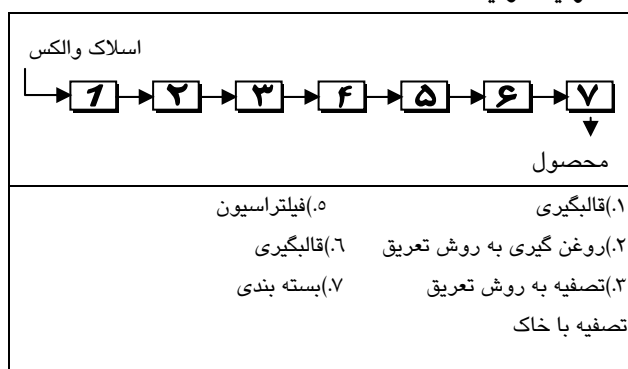 اسلاک والکس
1 ۲ ۳ ۴ ۵ ۶ ۷
محصول
۱.)قالبگیری ۵.)فیلتراسیون
۲.)روغن گیری به روش تعریق ۶.)قالبگیری
۳.)تصفیه به روش تعریق ۷.)بسته بندی
تصفیه با خاک